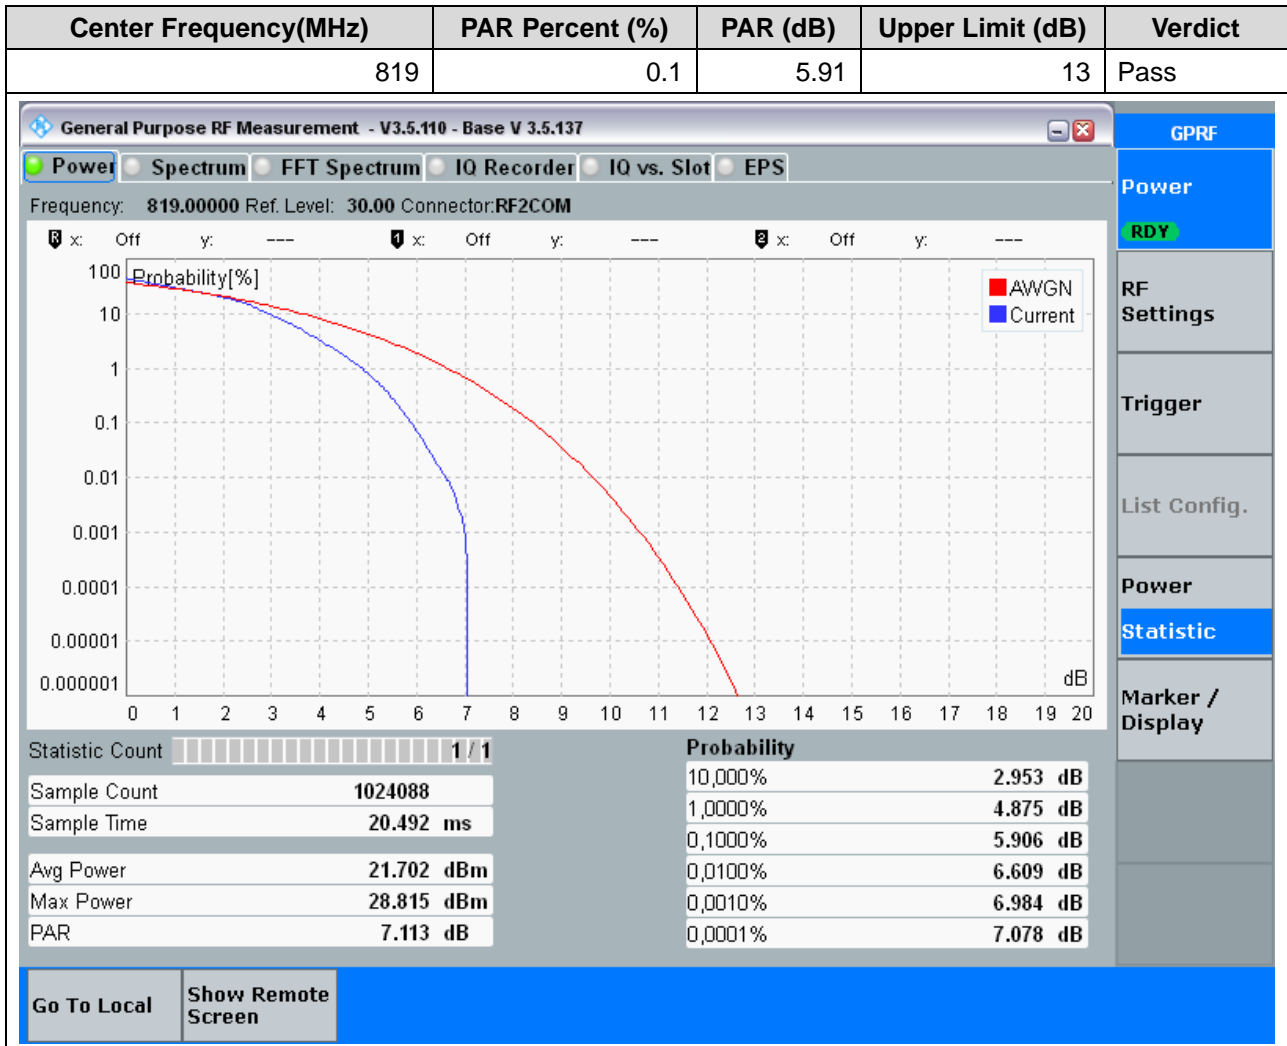 Center Frequency(MHz) PAR Percent (%) PAR (dB) Upper Limit (dB) Verdict
819 0.1 5.91 13 Pass
General Purpose RF Measurement - V3.5.110 - Base V 3.5.137
GPRF
Power Spectrum FFT Spectrum IQ Recorder IQ vs. Slot EPS
Power
RDY
Frequency: 819.00000 Ref. Level: 30.00 Connector:RF2COM
R x: Off y: --- 1 x: Off y: --- 2 x: Off y: ---
Probability[%]
AWGN
Current
100
10
1
0.1
0.01
0.001
0.0001
0.00001
0.000001
dB
0 1 2 3 4 5 6 7 8 9 10 11 12 13 14 15 16 17 18 19 20
RF
Settings
Trigger
List Config.
Power
Statistic
Marker /
Display
Statistic Count 1 / 1
Sample Count 1024088
Sample Time 20.492 ms
Avg Power 21.702 dBm
Max Power 28.815 dBm
PAR 7.113 dB
Probability
10,000% 2.953 dB
1,0000% 4.875 dB
0,1000% 5.906 dB
0,0100% 6.609 dB
0,0010% 6.984 dB
0,0001% 7.078 dB
Go To Local
Show Remote
Screen